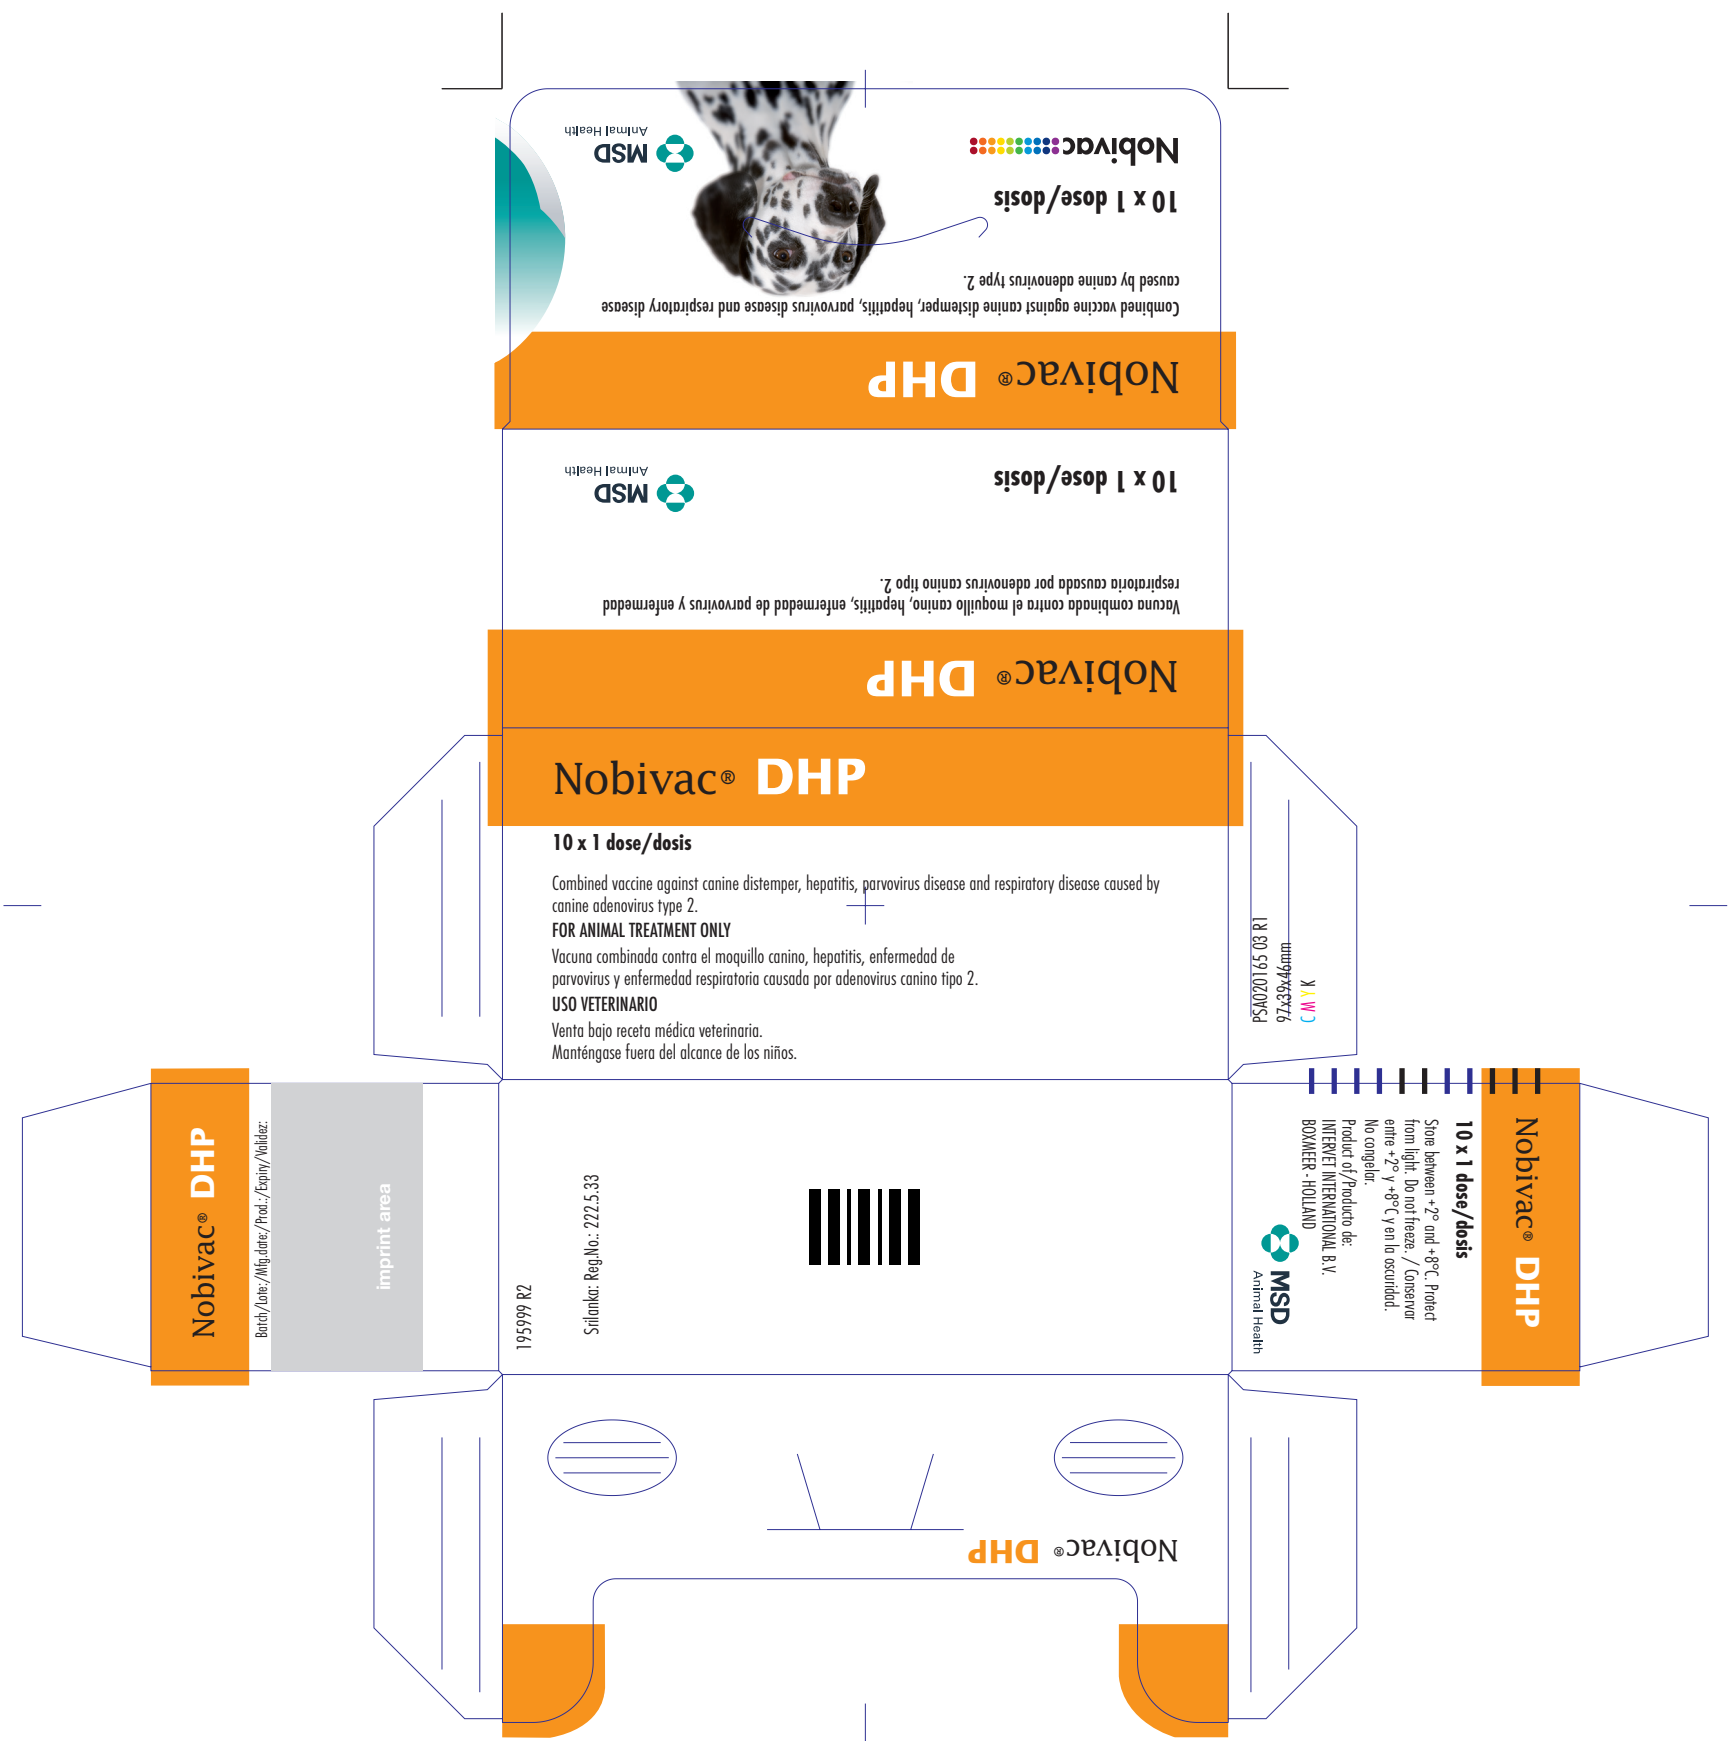 Nobivac
MSD
Animal Health
10 x 1 dose/dosis
Combined vaccine against canine distemper, hepatitis, parvovirus disease and respiratory disease
caused by canine adenovirus type 2.
Nobivac® DHP
10 x 1 dose/dosis
MSD
Animal Health
Vacuna combinada contra el moquillo canino, hepatitis, enfermedad de parvovirus y enfermedad
respiratoria causada por adenovirus canino tipo 2.
Nobivac® DHP
Nobivac® DHP
10 x 1 dose/dosis
Combined vaccine against canine distemper, hepatitis, parvovirus disease and respiratory disease caused by
canine adenovirus type 2.
FOR ANIMAL TREATMENT ONLY
Vacuna combinada contra el moquillo canino, hepatitis, enfermedad de
parvovirus y enfermedad respiratoria causada por adenovirus canino tipo 2.
USO VETERINARIO
Venta bajo receta médica veterinaria.
Manténgase fuera del alcance de los niños.
PSA020165 03 R1
97x39x46mm
C M Y K
Nobivac® DHP
Batch/Lote:/Mfg.date:/Prod.:/Expiry/Validez:
imprint area
195999 R2
Srilanka: Reg.No.: 222.5.33
Nobivac® DHP
10 x 1 dose/dosis
Store between +2° and +8°C. Protect
from light. Do not freeze. / Conservar
entre +2° y +8°C y en la oscuridad.
No congelar.
Product of/Producto de:
INTERVET INTERNATIONAL B.V.
BOXMEER - HOLLAND
MSD
Animal Health
Nobivac® DHP